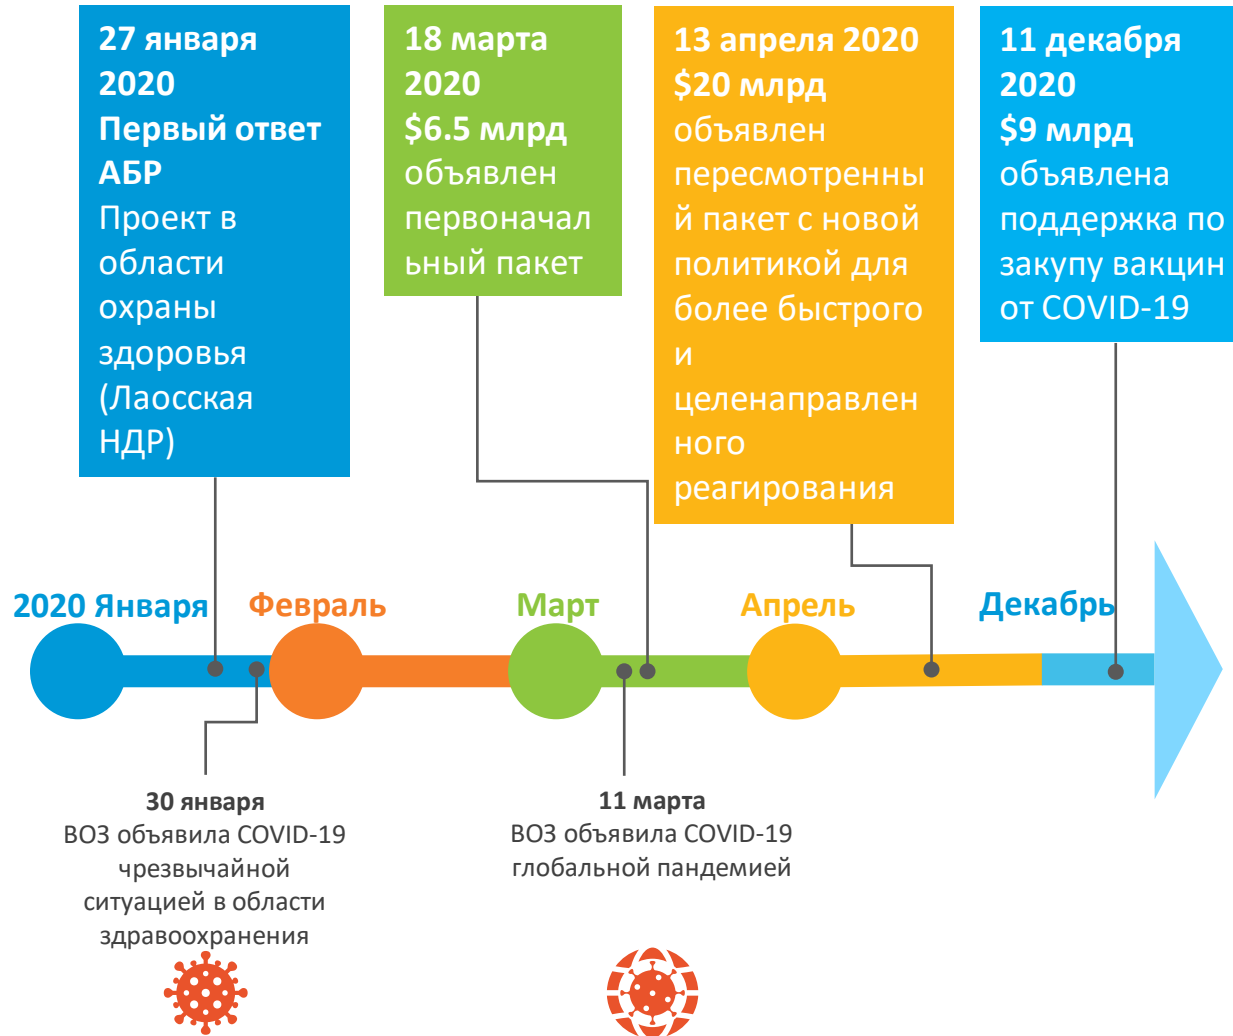 27 января
2020
Первый ответ
АБР
Проект в
области
охраны
здоровья
(Лаосская
НДР)
18 марта
2020
$6.5 млрд
объявлен
первоначал
ьный пакет
13 апреля 2020
$20 млрд
объявлен
пересмотренны
й пакет с новой
политикой для
более быстрого
и
целенаправлен
ного
реагирования
11 декабря
2020
$9 млрд
объявлена
поддержка по
закупу вакцин
от COVID-19
2020 Января
Февраль
Март
Апрель
Декабрь
30 января
ВОЗ объявила COVID-19
чрезвычайной
ситуацией в области
здравоохранения
11 марта
ВОЗ объявила COVID-19
глобальной пандемией